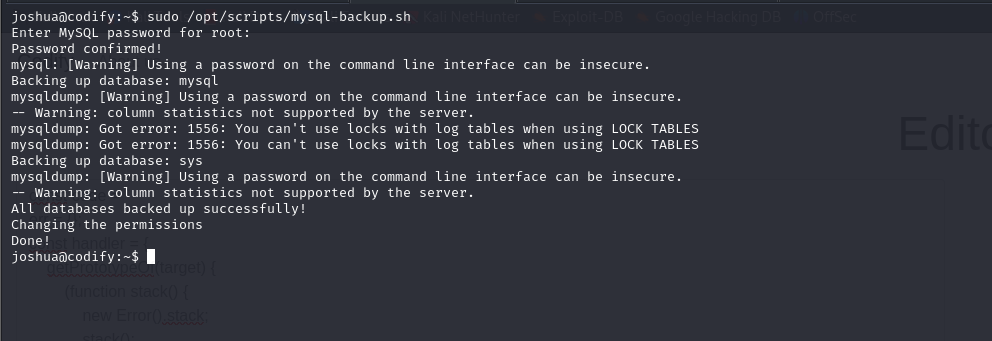 joshua@codify:~$ sudo /opt/scripts/mysql-backup.sh
Kali NetHunter Exploit-DB Google Hacking DB OffSec
Enter MySQL password for root:
Password confirmed!
mysql: [Warning] Using a password on the command line interface can be insecure.
Backing up database: mysql
mysqldump: [Warning] Using a password on the command line interface can be insecure.
-- Warning: column statistics not supported by the server.
mysqldump: Got error: 1556: You can't use locks with log tables when using LOCK TABLES
Edito
mysqldump: Got error: 1556: You can't use locks with log tables when using LOCK TABLES
Backing up database: sys
mysqldump: [Warning] Using a password on the command line interface can be insecure.
-- Warning: column statistics not supported by the server.
All databases backed up successfully!
Changing the permissions
Done!
handler = {
joshua@codify:~$
getPrototypeOf(target) {
(function stack() {
new Error().stack;
stack();